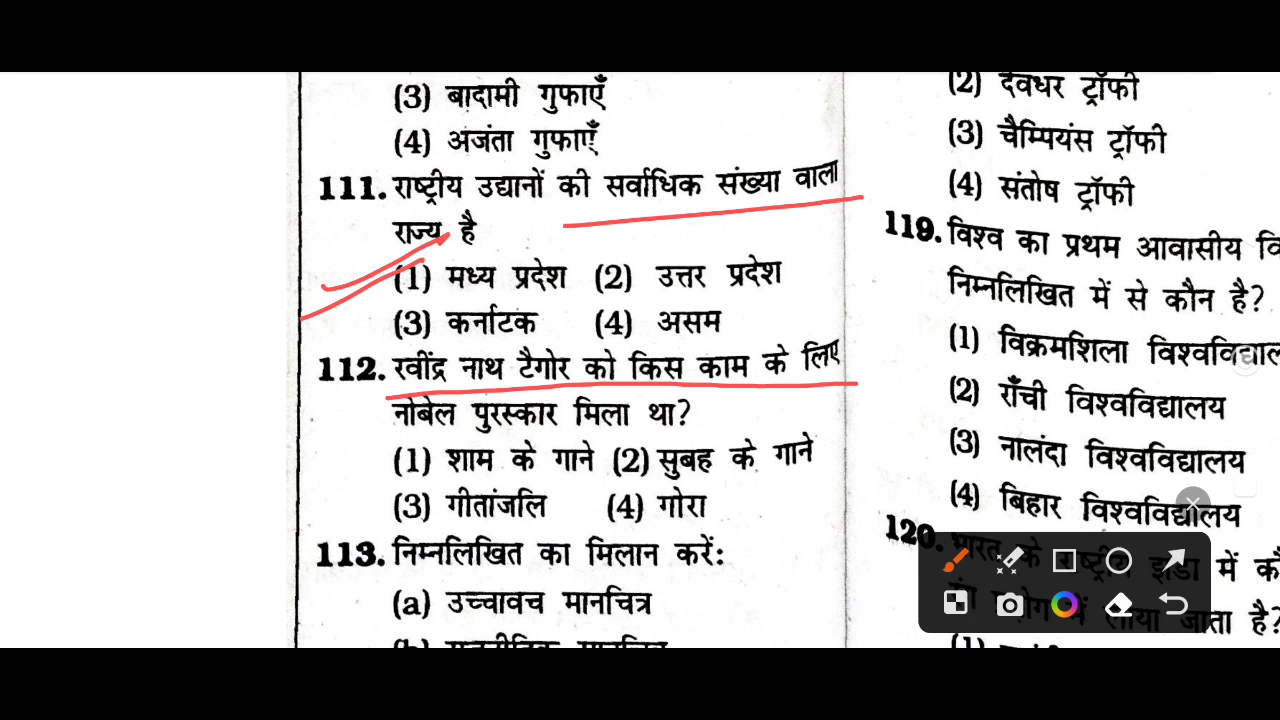 (3) बादामी गुफाएँ
(4) अजंता गुफाएँ
111. राष्ट्रीय उद्यानों की सर्वाधिक संख्या वाला
राज्य है
(1) मध्य प्रदेश (2) उत्तर प्रदेश
(3) कर्नाटक (4) असम
112. रवींद्र नाथ टैगोर को किस काम के लिए
नोबेल पुरस्कार मिला था?
(1) शाम के गाने (2) सुबह के गाने
(3) गीतांजलि (4) गोरा
113. निम्नलिखित का मिलान करें:
(a) उच्चावच मानचित्र
(2) देवधर ट्रॉफी
(3) चैम्पियंस ट्रॉफी
(4) संतोष ट्रॉफी
119. विश्व का प्रथम आवासीय
निम्नलिखित में से कौन है?
(1) विक्रमशिला
(2) राँची विश्वविद्यालय
(3) नालंदा विश्वविद्यालय
(4) बिहार विश्वविद्यालय
120. भारत के राष्ट्रीय झंडा में
लाया जाता है?